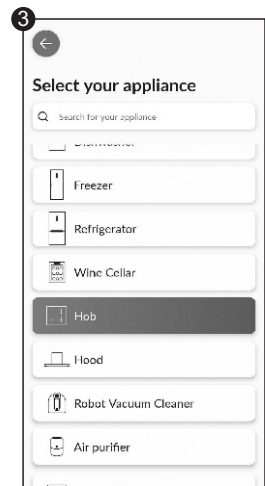 3
Select your appliance
Search for your appliance
Dishwasher
Freezer
Refrigerator
Wine Cellar
Hob
Hood
Robot Vacuum Cleaner
Air purifier